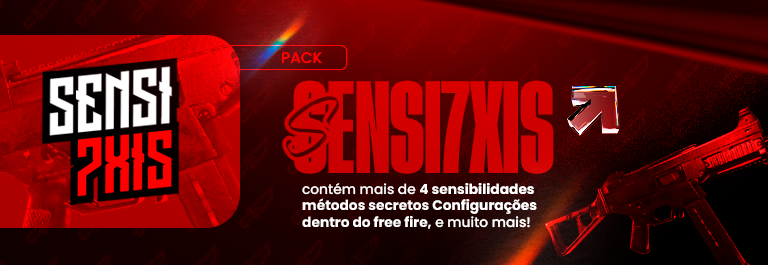 SENSI
7XIS
PACK
SENSI7XIS
contém mais de 4 sensibilidades
métodos secretos Configurações
dentro do free fire, e muito mais!